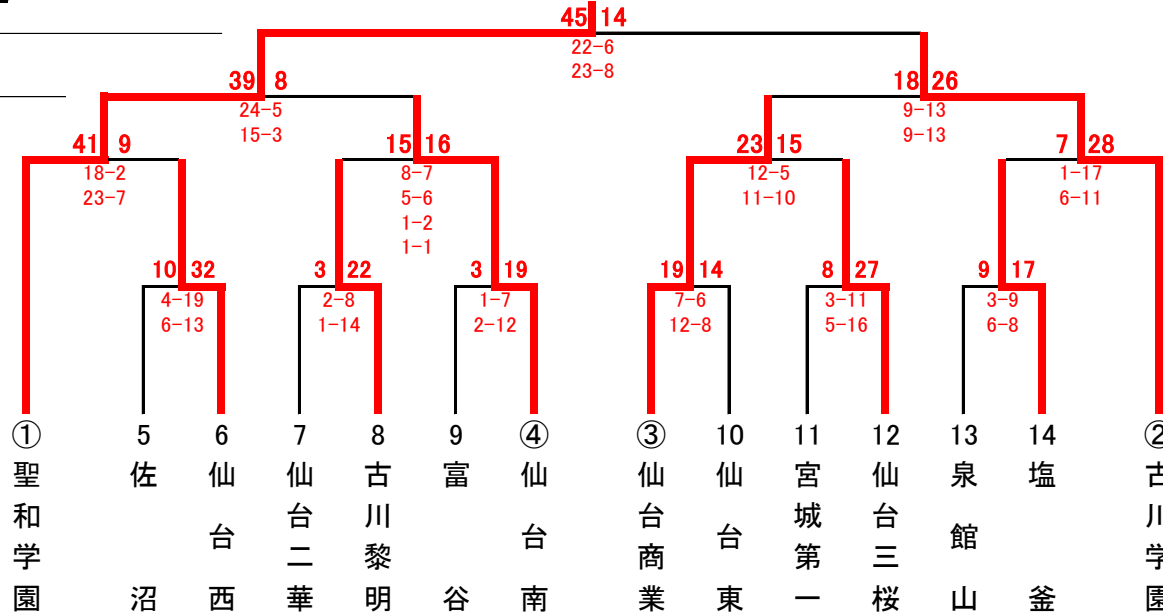 45 14
22-6
23-8
39 8
24-5
15-3
18 26
9-13
9-13
41 9
18-2
23-7
15 16
8-7
5-6
1-2
1-1
23 15
12-5
11-10
7 28
1-17
6-11
10 32
4-19
6-13
3 22
2-8
1-14
3 19
1-7
2-12
19 14
7-6
12-8
8 27
3-11
5-16
9 17
3-9
6-8
① 聖和学園
5 佐沼
6 仙台西
7 仙台二華
8 古川黎明
9 富谷
④ 仙台南
③ 仙台商業
10 仙台東
11 宮城第一
12 仙台三桜
13 泉館山
14 塩釜
② 古川学園